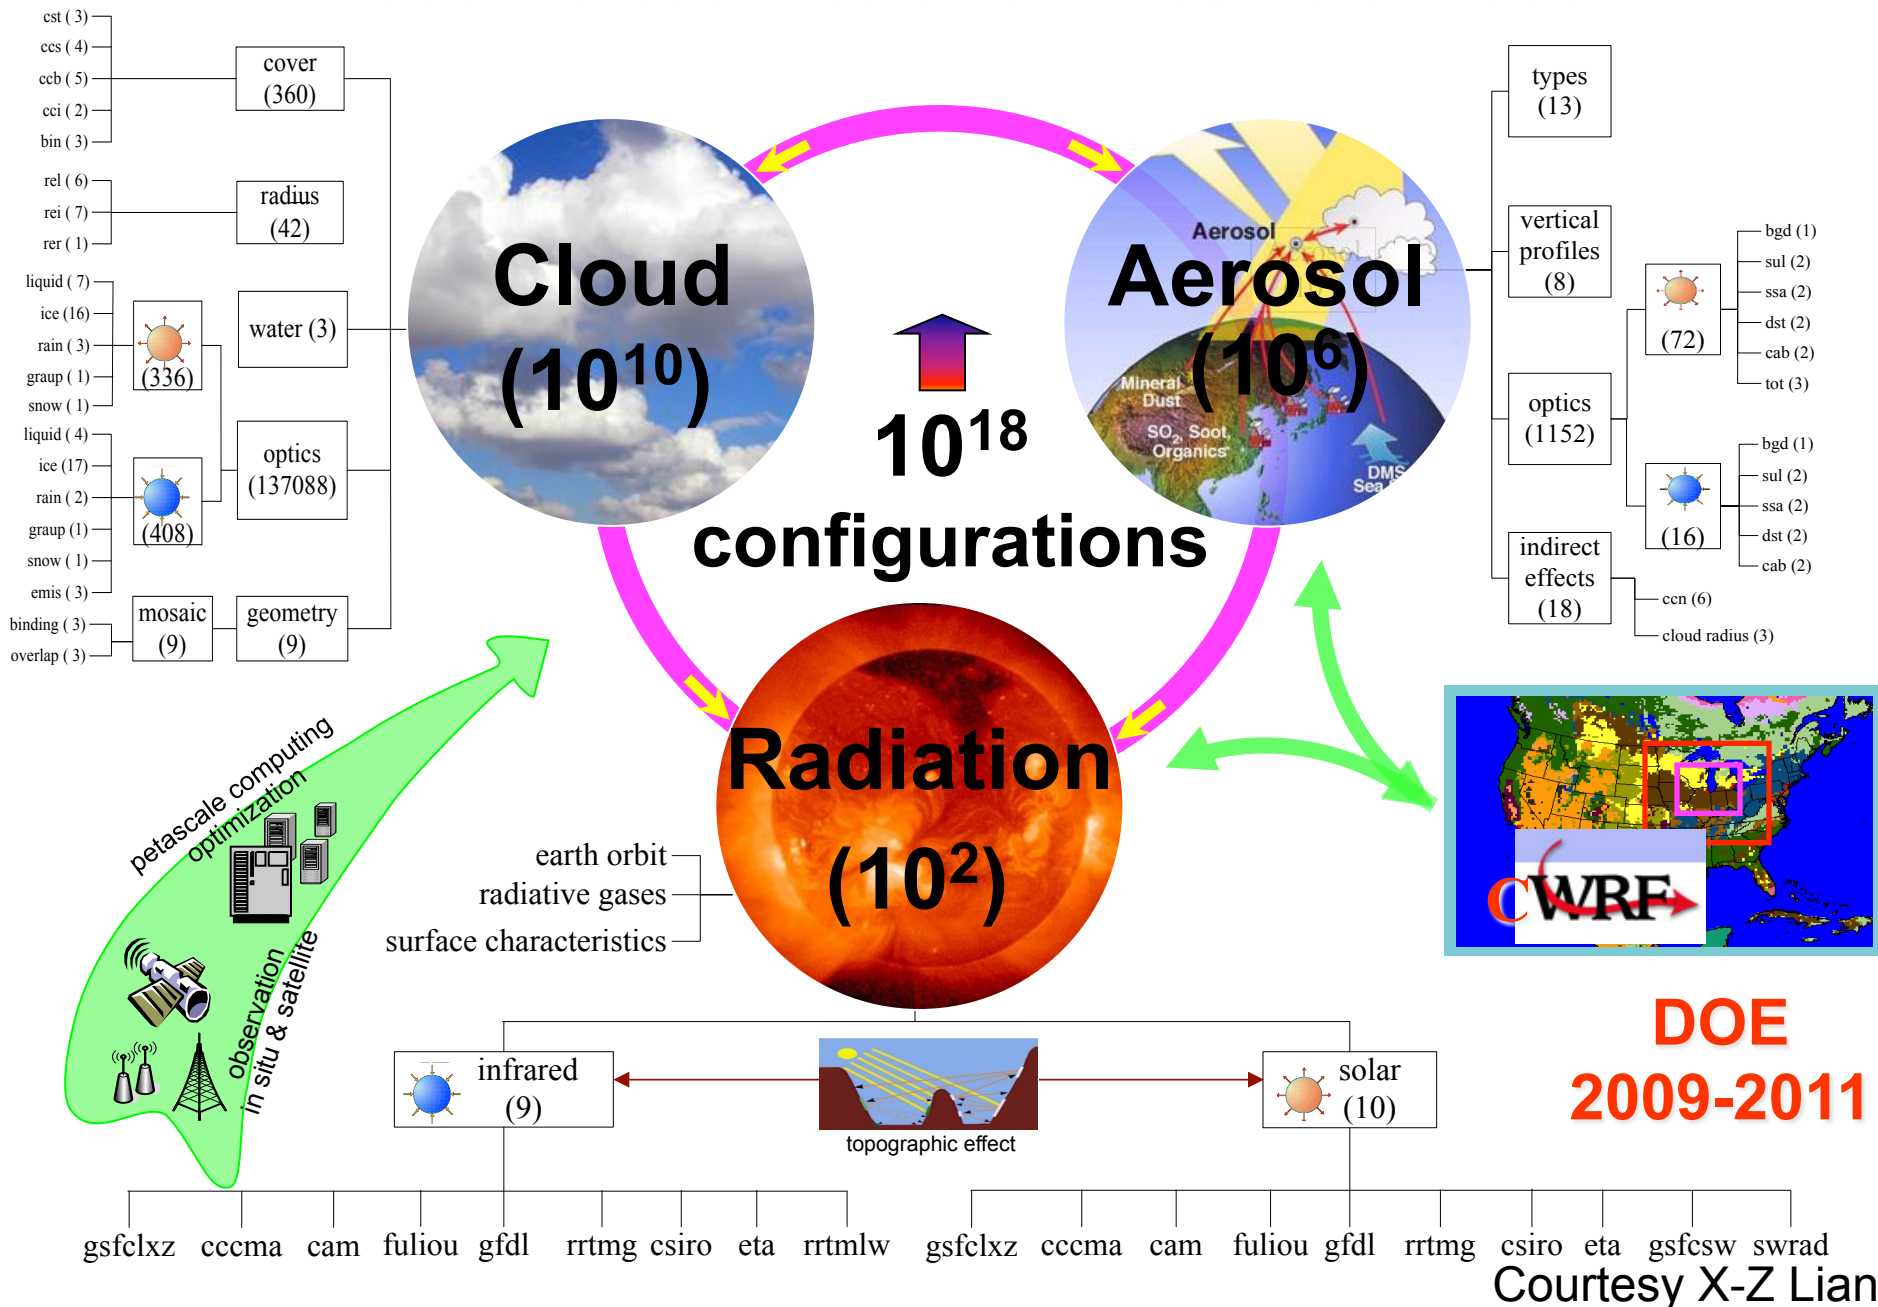 cst ( 3)
ccs ( 4)
ccb ( 5)
cci ( 2)
bin ( 3)
cover
(360)
rel ( 6)
rei ( 7)
rer ( 1)
radius
(42)
liquid ( 7)
ice (16)
rain ( 3)
graup ( 1)
snow ( 1)
(336)
water (3)
liquid ( 4)
ice (17)
rain ( 2)
graup (1)
snow ( 1)
emis ( 3)
(408)
optics
(137088)
binding ( 3)
overlap ( 3)
mosaic
(9)
geometry
(9)
Cloud
(10¹⁰)
Aerosol
Aerosol
(10⁶)
Mineral
Dust
SO₂, Soot,
Organics
DMS
Sea
10¹⁸
configurations
types
(13)
vertical
profiles
(8)
optics
(1152)
indirect
effects
(18)
(72)
bgd (1)
sul (2)
ssa (2)
dst (2)
cab (2)
tot (3)
(16)
bgd (1)
sul (2)
ssa (2)
dst (2)
cab (2)
ccn (6)
cloud radius (3)
Radiation
(10²)
earth orbit
radiative gases
surface characteristics
petascale computing
optimization
observation
in situ & satellite
CWRF
DOE
2009-2011
infrared
(9)
topographic effect
solar
(10)
gsfclxz cccma cam fuliou gfdl rrtmg csiro eta rrtmlw
gsfclxz cccma cam fuliou gfdl rrtmg csiro eta gsfcsw swrad
Courtesy X-Z Lian